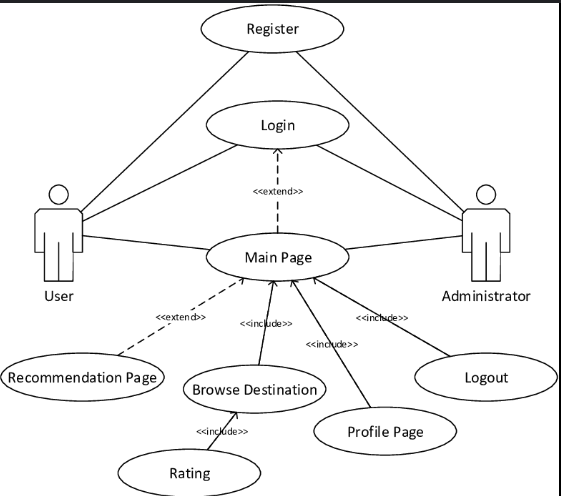 Register
Login
<<extend>>
Main Page
User
Administrator
<<extend>>
<<include>>
<<include>>
<<include>>
Recommendation Page
Browse Destination
Logout
Profile Page
<<include>>
Rating